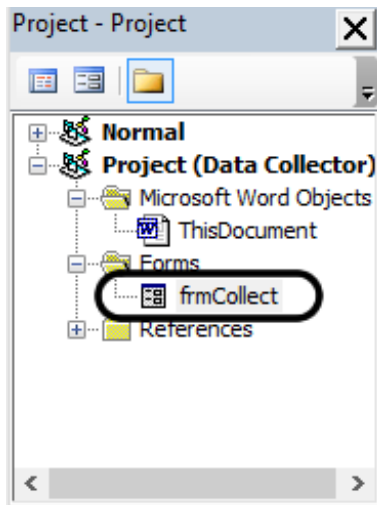 Project - Project
Normal
Project (Data Collector)
Microsoft Word Objects
ThisDocument
Forms
frmCollect
References